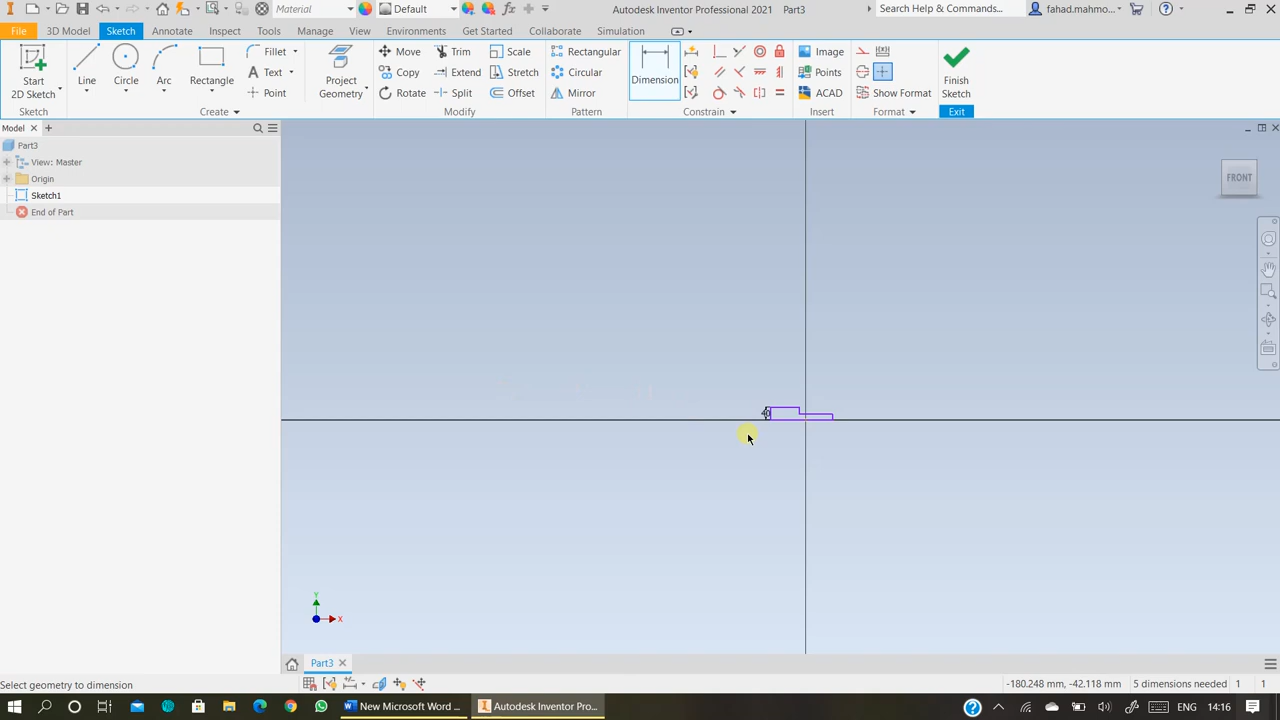 Material
Default
Autodesk Inventor Professional 2021 Part3
Search Help & Commands...
fahad.mahmo...
File
Sketch
3D Model
Annotate
Inspect
Tools
Manage
View
Environments
Get Started
Collaborate
Simulation
Start
2D Sketch
Line
Circle
Arc
Rectangle
Fillet
Text
Point
Project
Geometry
Move
Copy
Rotate
Trim
Extend
Split
Scale
Stretch
Offset
Rectangular
Circular
Mirror
Dimension
Image
Points
ACAD
Show Format
Finish
Sketch
Sketch
Create
Modify
Pattern
Constrain
Insert
Format
Exit
Model
Part3
View: Master
Origin
Sketch1
End of Part
FRONT
40
Y
X
Part3
Select geometry to dimension
-180.248 mm, -42.118 mm
5 dimensions needed
1
1
New Microsoft Word ...
Autodesk Inventor Pro...
ENG
14:16